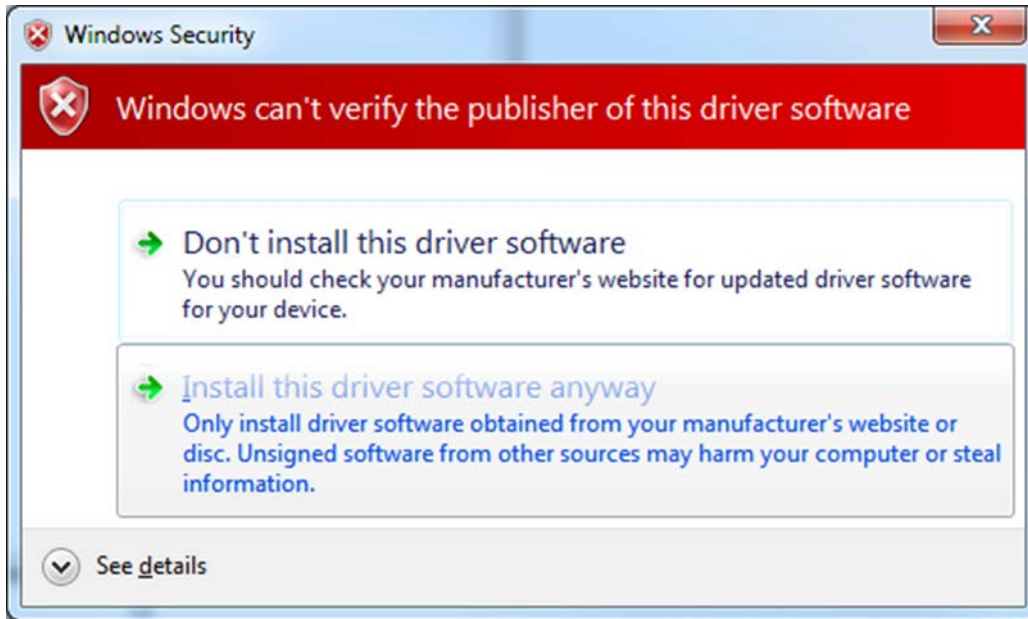 Windows Security
Windows can't verify the publisher of this driver software
Don't install this driver software
You should check your manufacturer's website for updated driver software
for your device.
Install this driver software anyway
Only install driver software obtained from your manufacturer's website or
disc. Unsigned software from other sources may harm your computer or steal
information.
See details